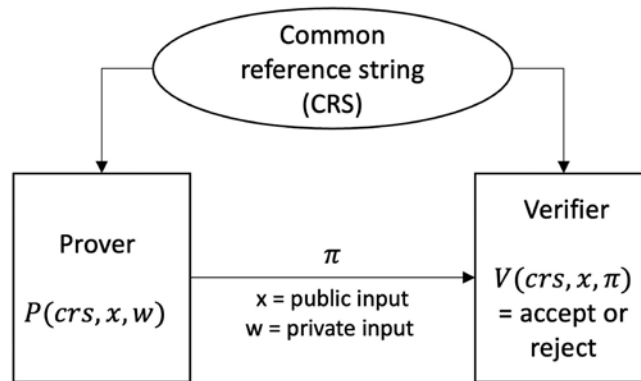 Common
reference string
(CRS)
Prover
P(crs, x, w)
π
x = public input
w = private input
Verifier
V(crs, x, π)
= accept or
reject